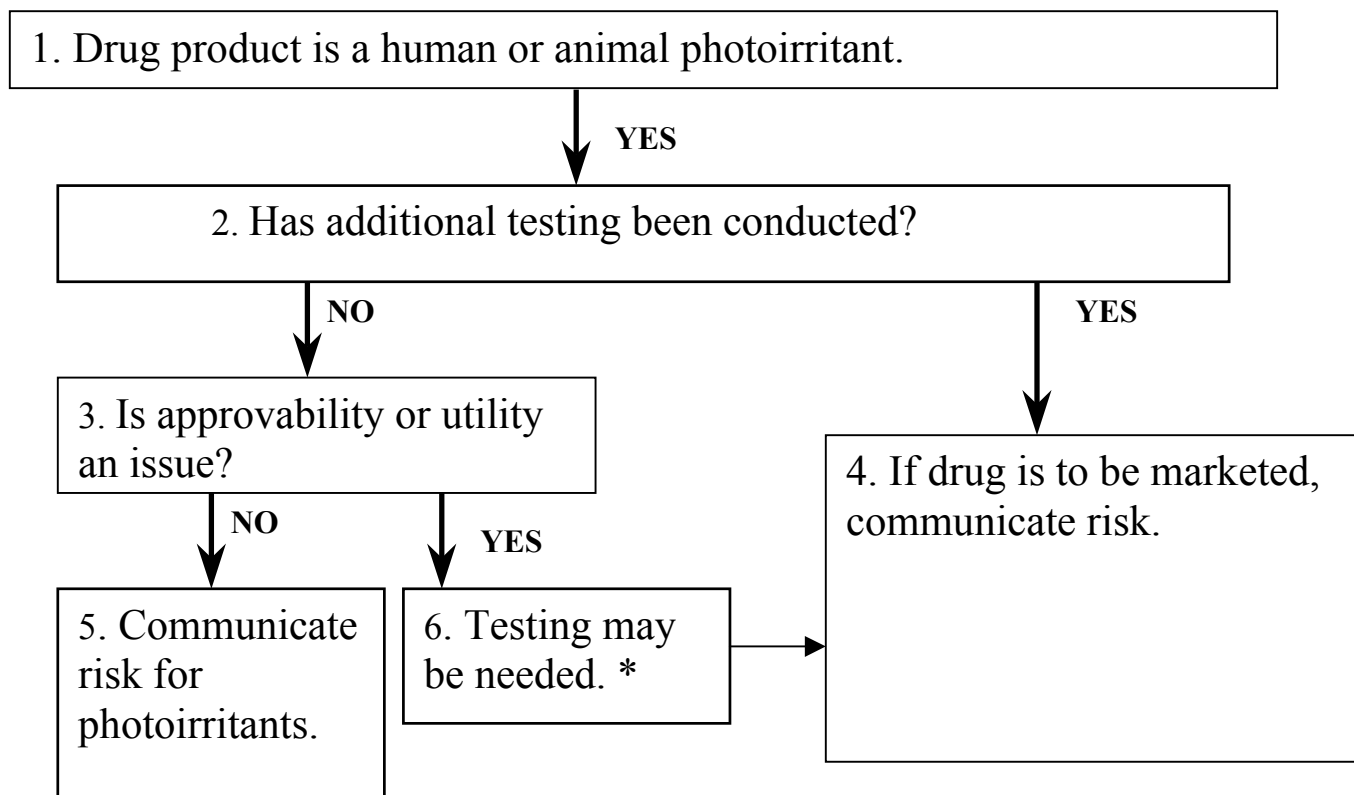 1. Drug product is a human or animal photoirritant.
YES
2. Has additional testing been conducted?
NO
YES
3. Is approvability or utility
an issue?
4. If drug is to be marketed,
communicate risk.
NO
YES
5. Communicate
risk for
photoirritants.
6. Testing may
be needed. *